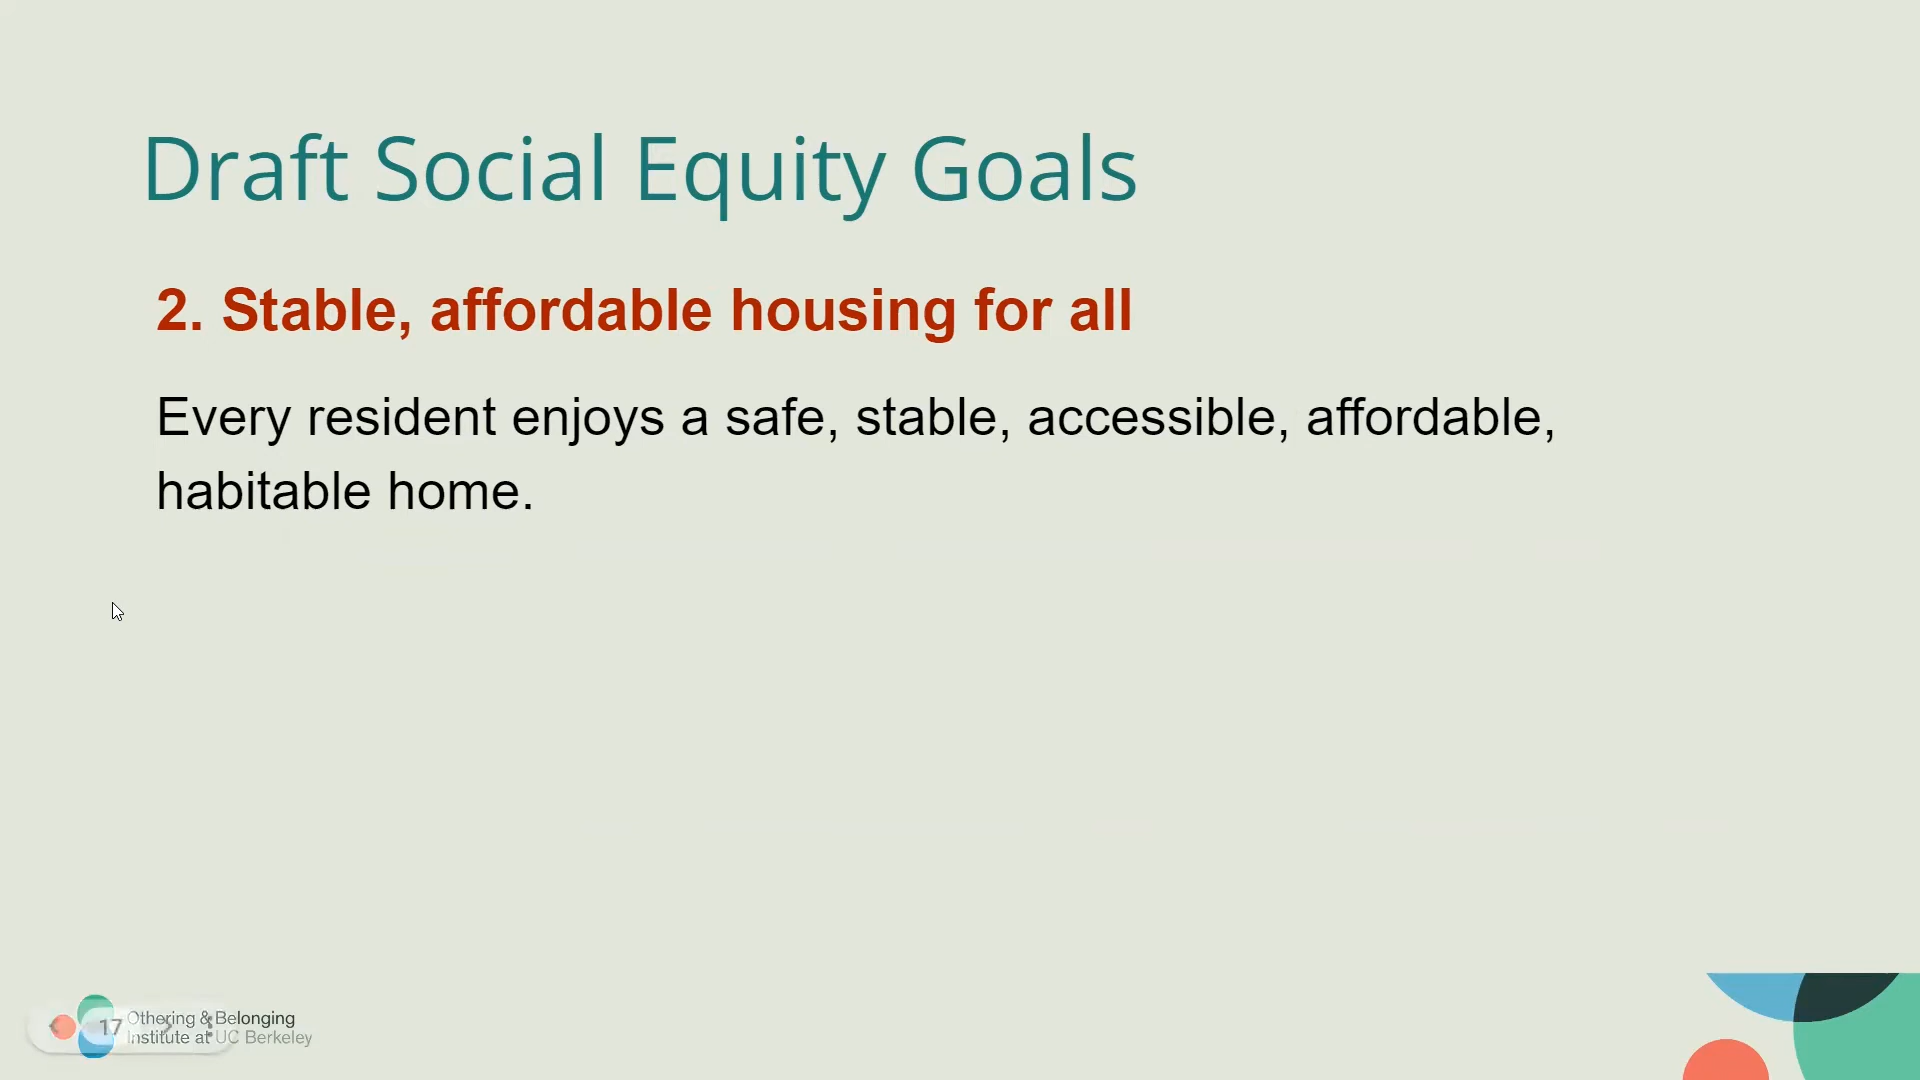 Draft Social Equity Goals
2. Stable, affordable housing for all
Every resident enjoys a safe, stable, accessible, affordable,
habitable home.
17
Othering & Belonging
Institute at UC Berkeley